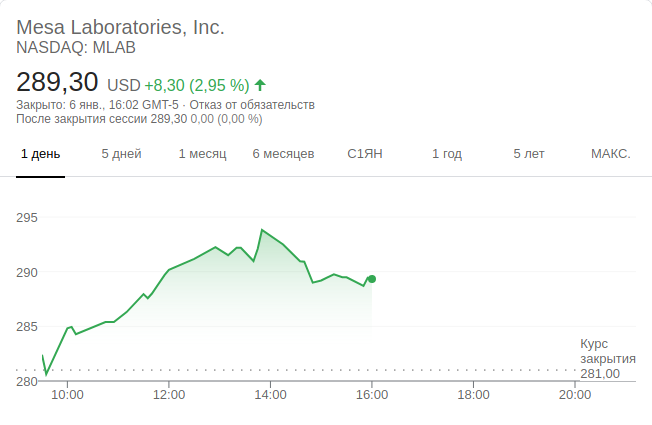 Mesa Laboratories, Inc.
NASDAQ: MLAB
289,30 USD +8,30 (2,95 %)
Закрыто: 6 янв., 16:02 GMT-5 · Отказ от обязательств
После закрытия сессии 289,30 0,00 (0,00 %)
1 день 5 дней 1 месяц 6 месяцев С1ЯН 1 год 5 лет МАКС.
295
290
285
Курс
закрытия
281,00
280
10:00 12:00 14:00 16:00 18:00 20:00